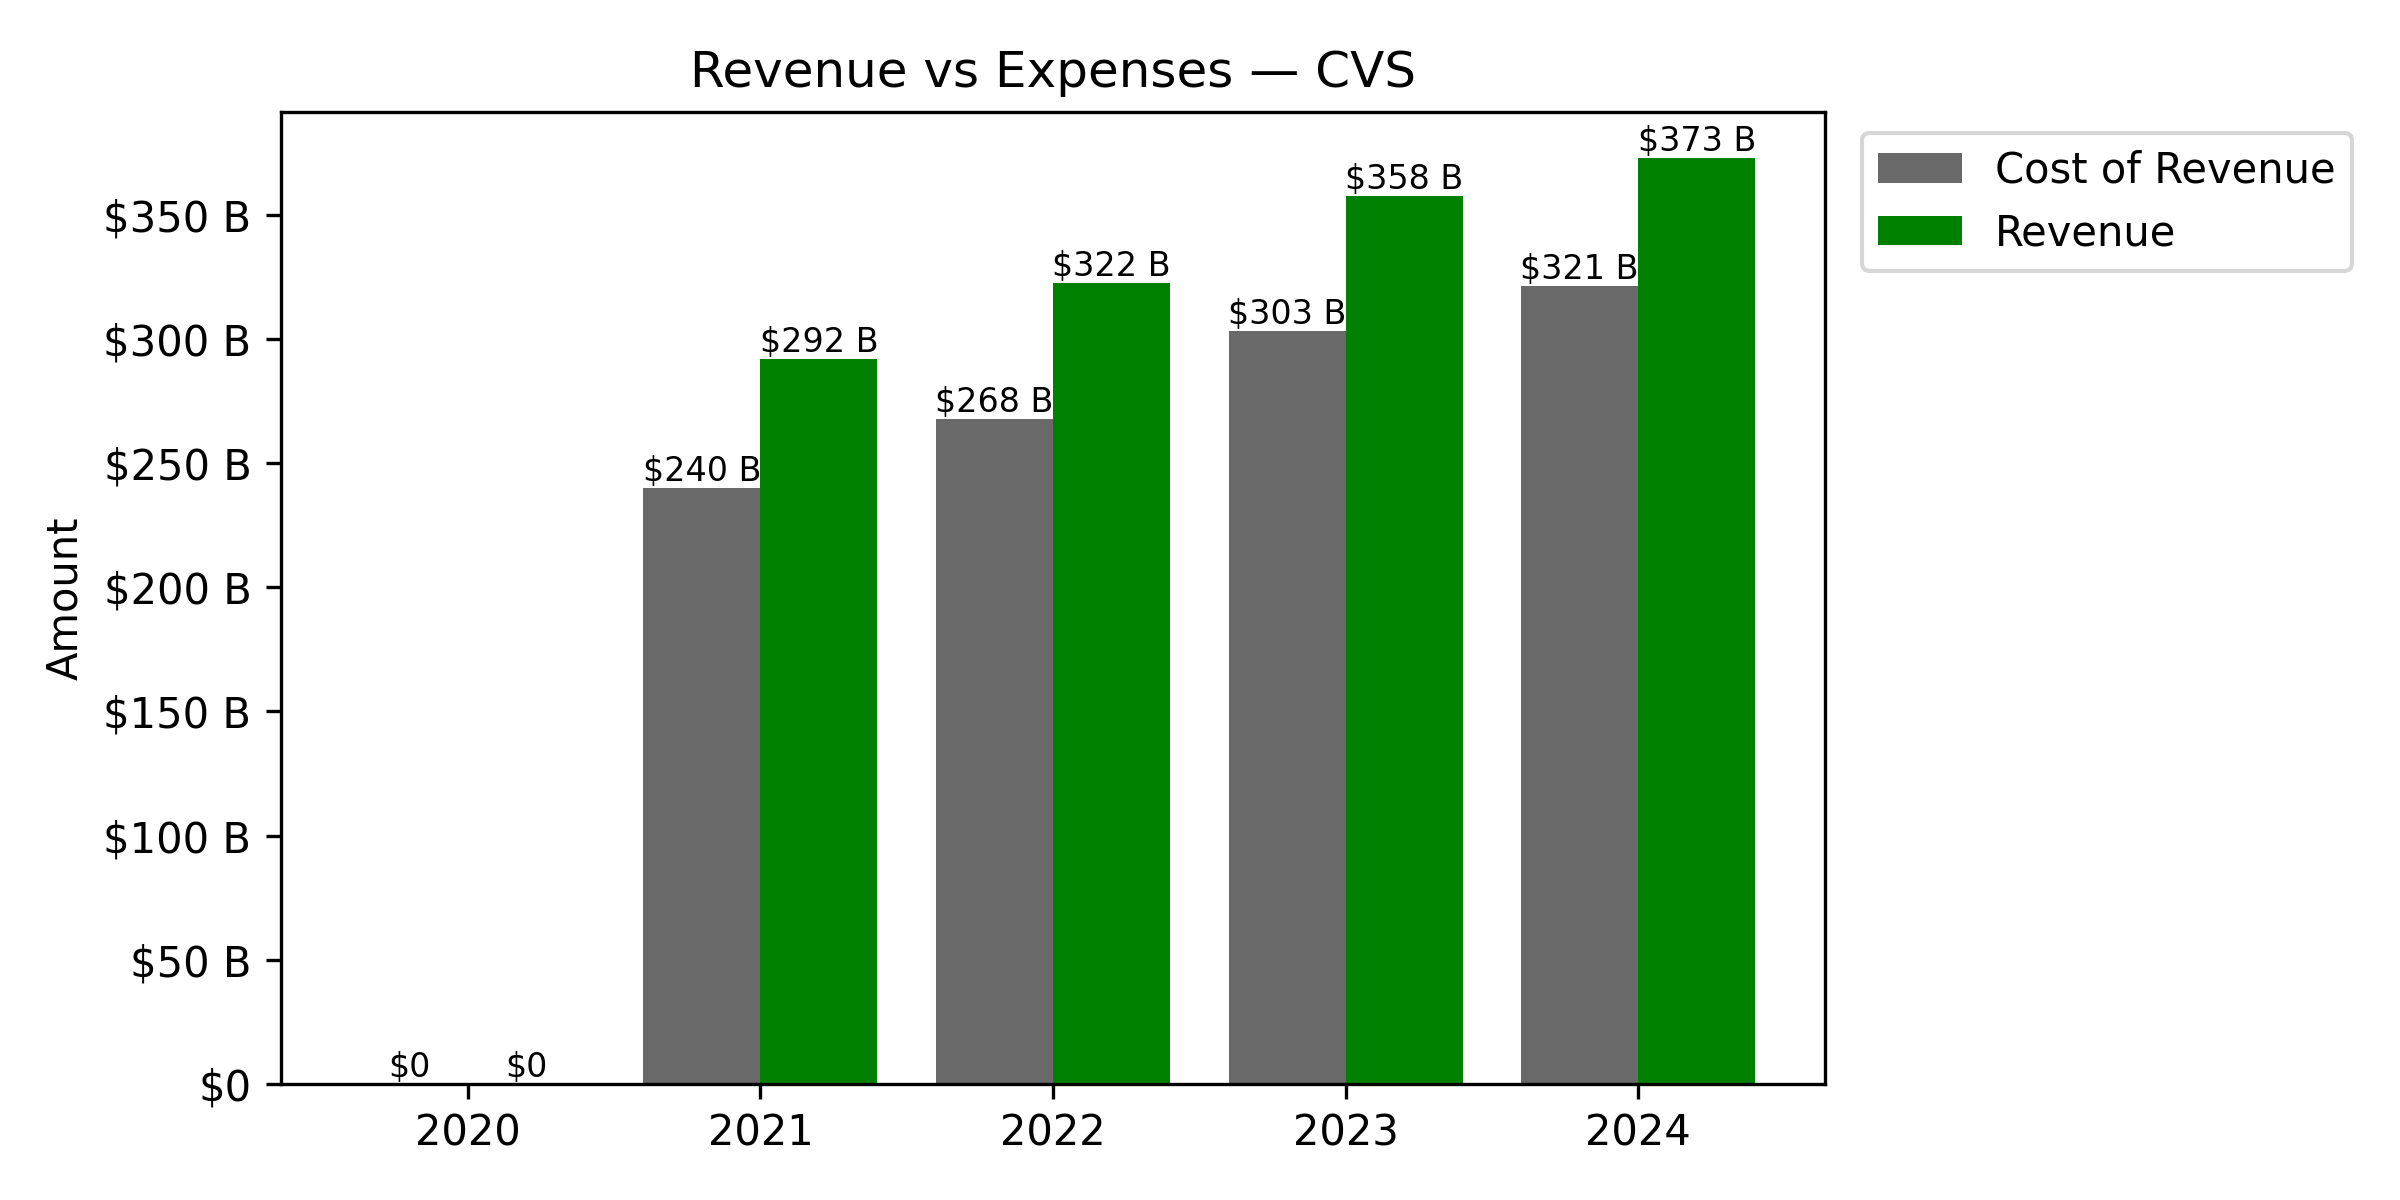 Revenue vs Expenses — CVS
Cost of Revenue
Revenue
Amount
$350 B
$300 B
$250 B
$200 B
$150 B
$100 B
$50 B
$0
$0
$0
$240 B
$292 B
$268 B
$322 B
$303 B
$358 B
$321 B
$373 B
2020
2021
2022
2023
2024